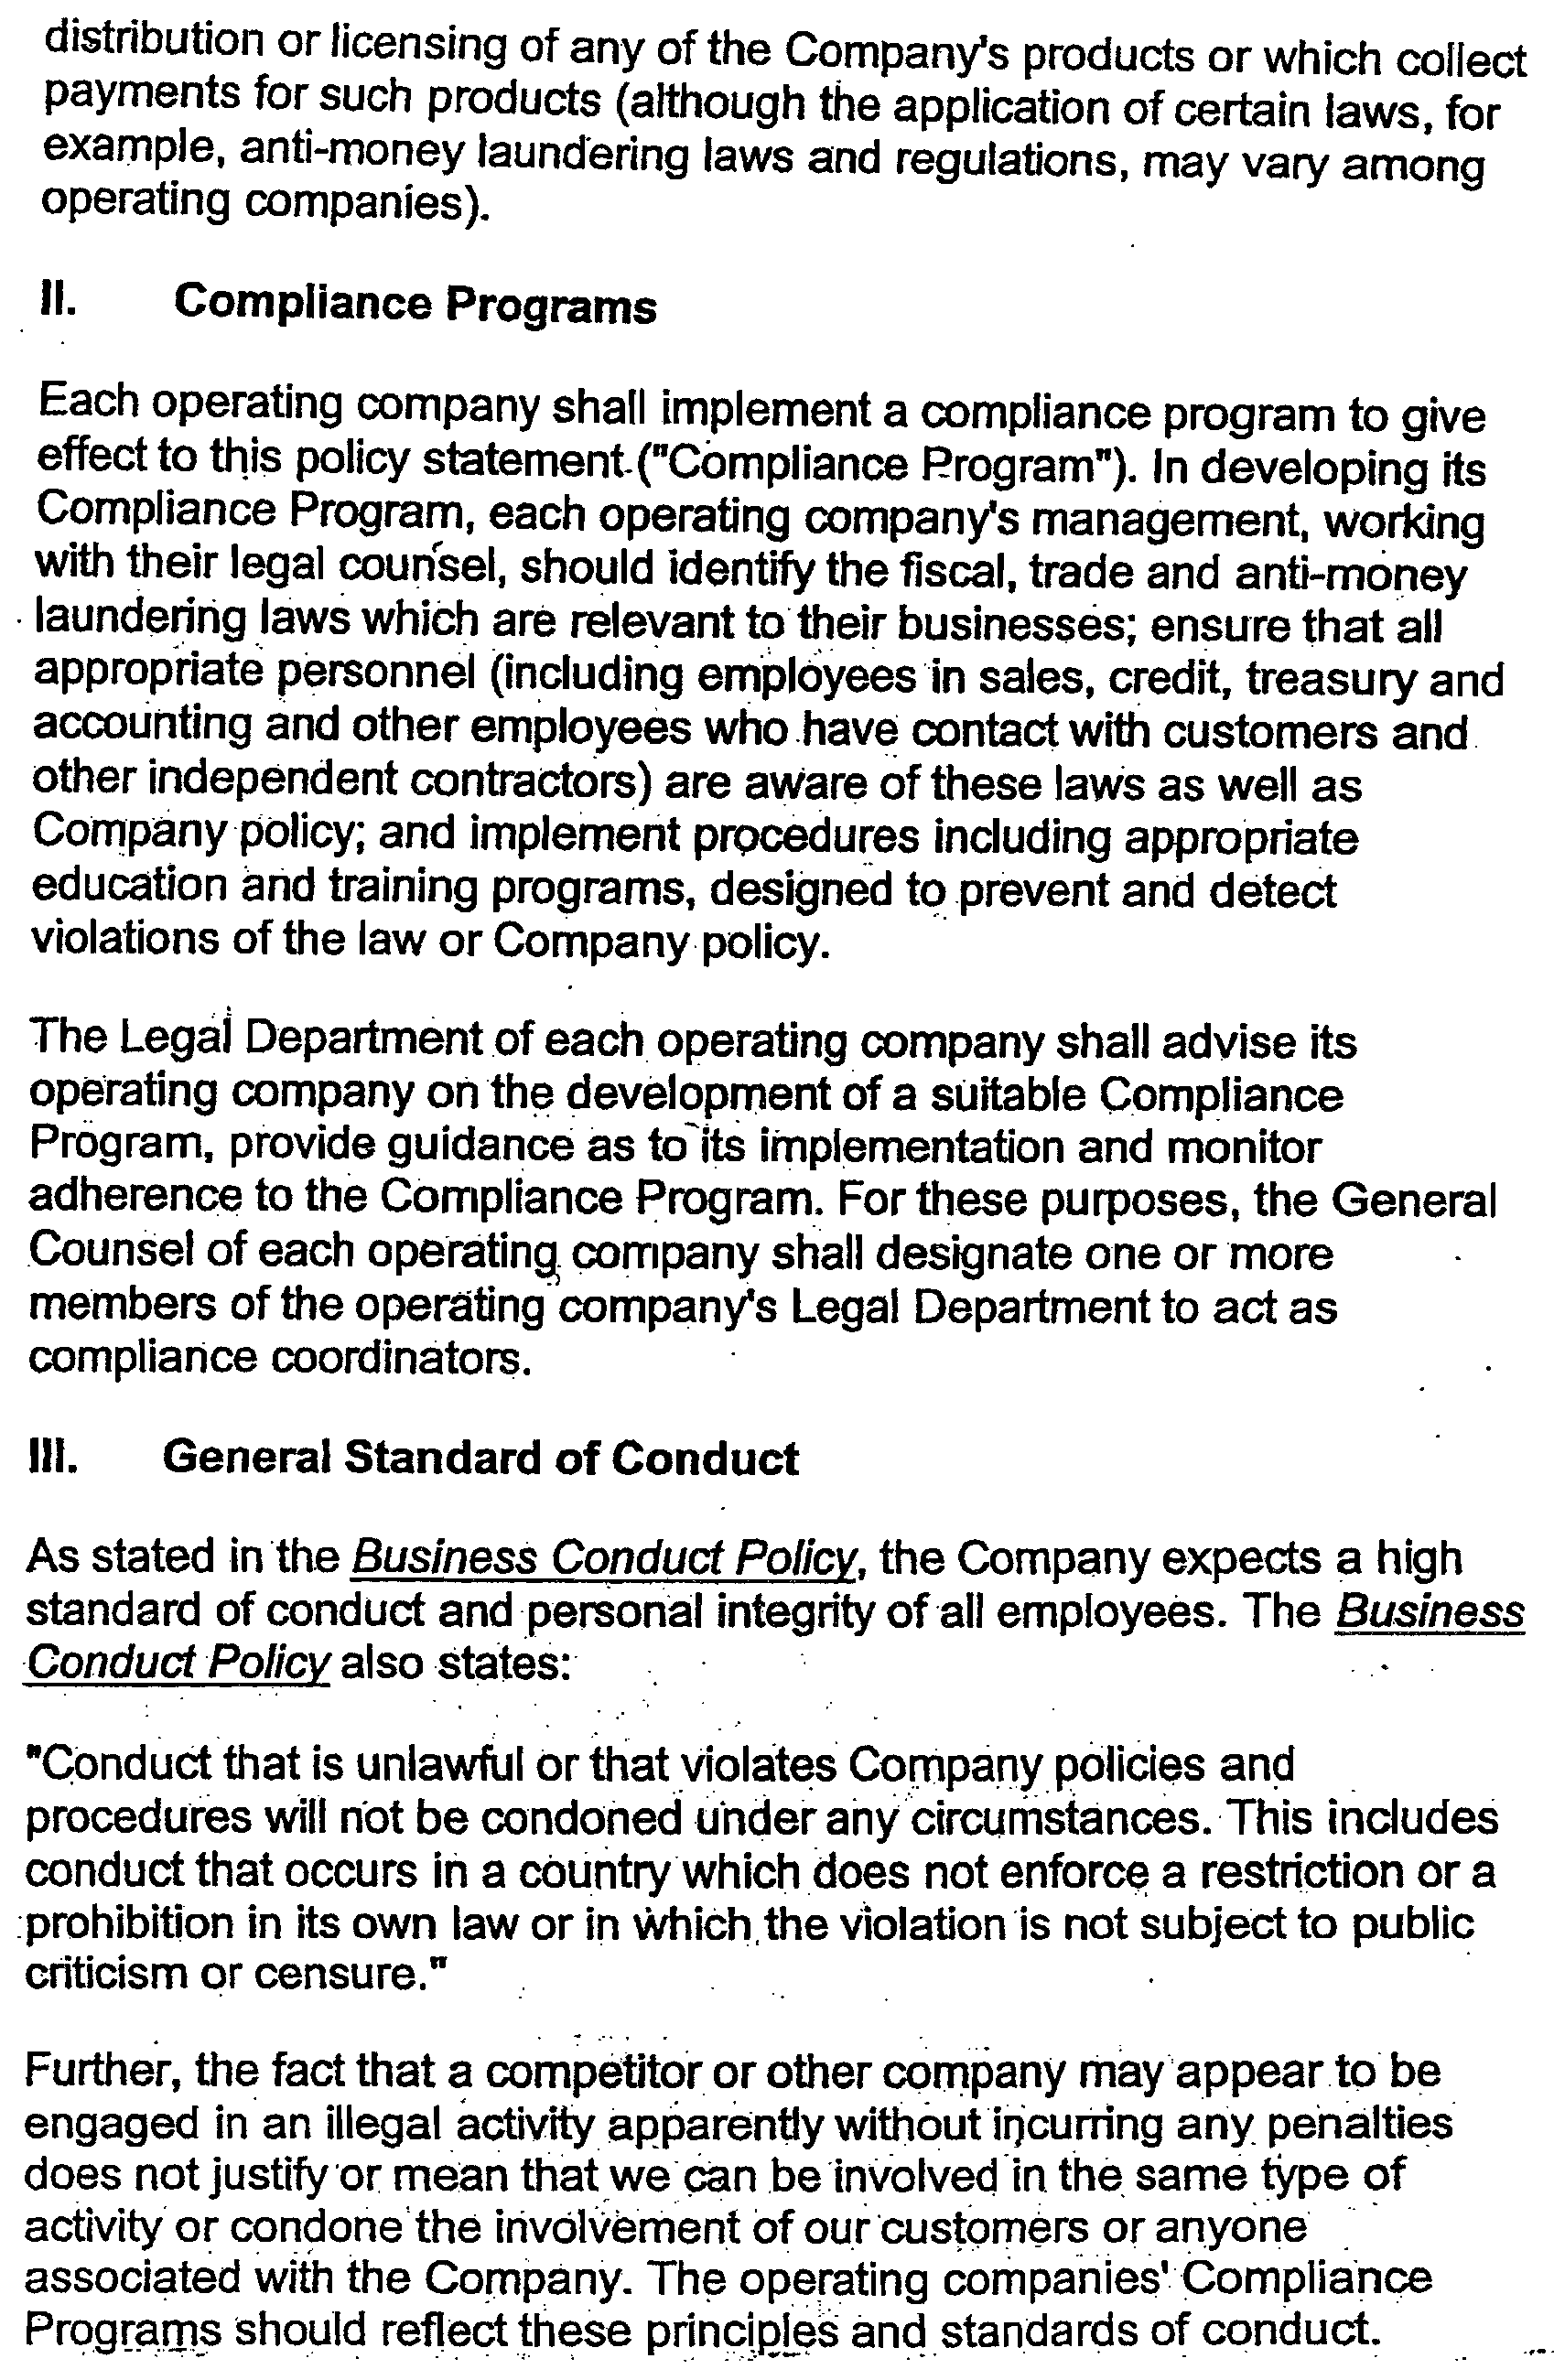 distribution or licensing of any of the Company's products or which collect
payments for such products (although the application of certain laws, for
example, anti-money laundering laws and regulations, may vary among
operating companies).
II. Compliance Programs
Each operating company shall implement a compliance program to give
effect to this policy statement ("Compliance Program"). In developing its
Compliance Program, each operating company's management, working
with their legal counsel, should identify the fiscal, trade and anti-money
laundering laws which are relevant to their businesses; ensure that all
appropriate personnel (including employees in sales, credit, treasury and
accounting and other employees who have contact with customers and
other independent contractors) are aware of these laws as well as
Company policy; and implement procedures including appropriate
education and training programs, designed to prevent and detect
violations of the law or Company policy.
The Legal Department of each operating company shall advise its
operating company on the development of a suitable Compliance
Program, provide guidance as to its implementation and monitor
adherence to the Compliance Program. For these purposes, the General
Counsel of each operating company shall designate one or more
members of the operating company's Legal Department to act as
compliance coordinators.
III. General Standard of Conduct
As stated in the Business Conduct Policy, the Company expects a high
standard of conduct and personal integrity of all employees. The Business
Conduct Policy also states:
"Conduct that is unlawful or that violates Company policies and
procedures will not be condoned under any circumstances. This includes
conduct that occurs in a country which does not enforce a restriction or a
prohibition in its own law or in which the violation is not subject to public
criticism or censure."
Further, the fact that a competitor or other company may appear to be
engaged in an illegal activity apparently without incurring any penalties
does not justify or mean that we can be involved in the same type of
activity or condone the involvement of our customers or anyone
associated with the Company. The operating companies' Compliance
Programs should reflect these principles and standards of conduct.